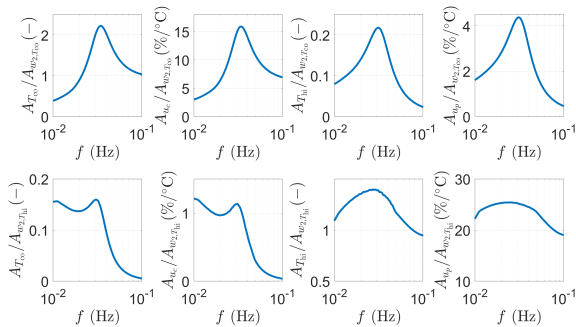 A_{T_{co}}/A_{w_{2,T_{co}}} (−)
0
1
2
10^{-2}
10^{-1}
f (Hz)
A_{u_c}/A_{w_{2,T_{co}}} (%/°C)
0
5
10
15
10^{-2}
10^{-1}
f (Hz)
A_{T_{hi}}/A_{w_{2,T_{co}}} (−)
0
0.1
0.2
10^{-2}
10^{-1}
f (Hz)
A_{u_p}/A_{w_{2,T_{co}}} (%/°C)
0
2
4
10^{-2}
10^{-1}
f (Hz)
A_{T_{co}}/A_{w_{2,T_{hi}}} (−)
0
0.1
0.2
10^{-2}
10^{-1}
f (Hz)
A_{u_c}/A_{w_{2,T_{hi}}} (%/°C)
0
1
10^{-2}
10^{-1}
f (Hz)
A_{T_{hi}}/A_{w_{2,T_{hi}}} (−)
0.5
1
10^{-2}
10^{-1}
f (Hz)
A_{u_p}/A_{w_{2,T_{hi}}} (%/°C)
10
20
30
10^{-2}
10^{-1}
f (Hz)